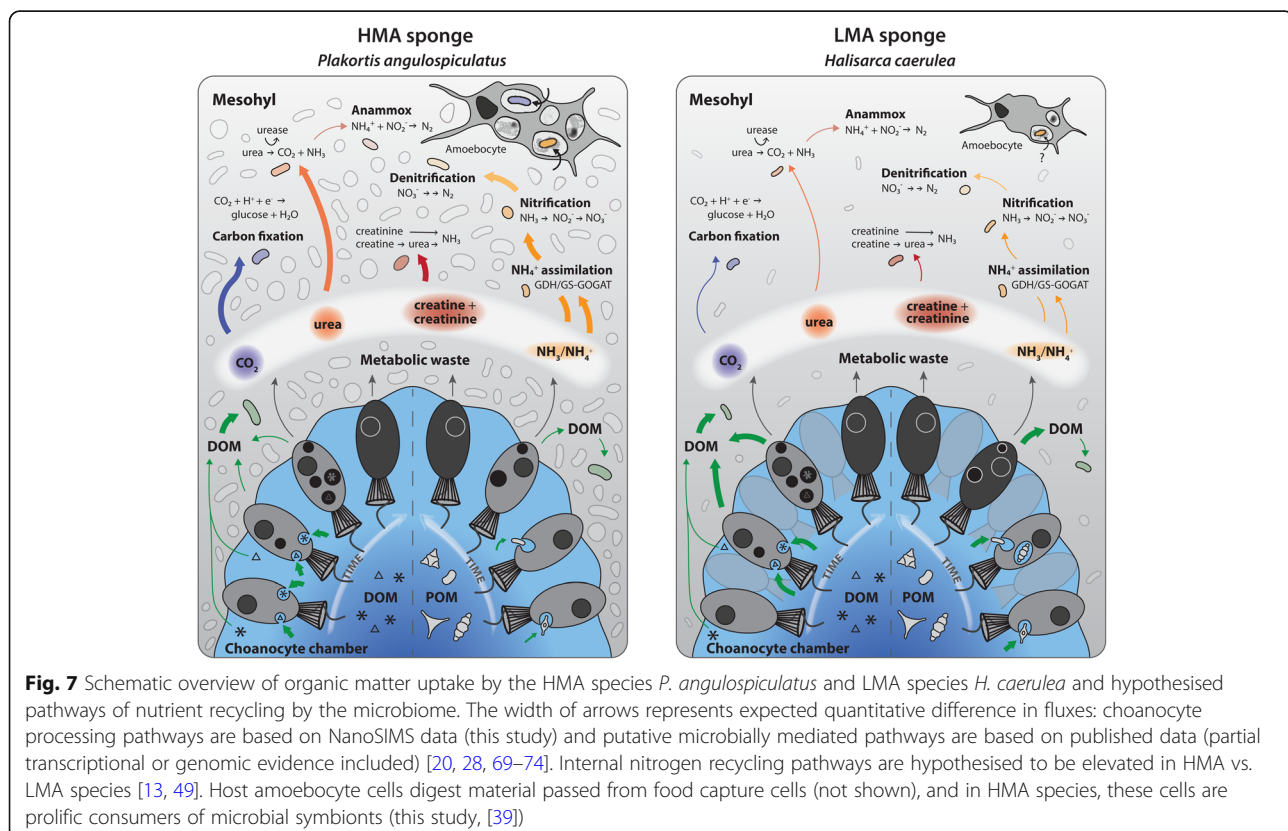 HMA sponge
Plakortis angulospiculatus
Mesohyl
Anammox
NH₄⁺ + NO₂⁻ → N₂
urease
urea → CO₂ + NH₃
Amoebocyte
Denitrification
NO₃⁻ → → N₂
CO₂ + H⁺ + e⁻ →
glucose + H₂O
Nitrification
NH₃ → NO₂⁻ → NO₃⁻
Carbon fixation
creatinine
creatine → urea → NH₃
NH₄⁺ assimilation
GDH/GS-GOGAT
urea
creatine +
creatinine
CO₂
NH₃/NH₄⁺
Metabolic waste
DOM
DOM
TIME
TIME
DOM
POM
Choanocyte chamber
LMA sponge
Halisarca caerulea
Mesohyl
Anammox
NH₄⁺ + NO₂⁻ → N₂
urease
urea → CO₂ + NH₃
Amoebocyte
?
Denitrification
NO₃⁻ → → N₂
CO₂ + H⁺ + e⁻ →
glucose + H₂O
Nitrification
NH₃ → NO₂⁻ → NO₃⁻
Carbon fixation
creatinine
creatine → urea → NH₃
NH₄⁺ assimilation
GDH/GS-GOGAT
urea
creatine +
creatinine
CO₂
NH₃/NH₄⁺
Metabolic waste
DOM
DOM
TIME
TIME
DOM
POM
Choanocyte chamber
Fig. 7 Schematic overview of organic matter uptake by the HMA species P. angulospiculatus and LMA species H. caerulea and hypothesised
pathways of nutrient recycling by the microbiome. The width of arrows represents expected quantitative difference in fluxes: choanocyte
processing pathways are based on NanoSIMS data (this study) and putative microbially mediated pathways are based on published data (partial
transcriptional or genomic evidence included) [20, 28, 69–74]. Internal nitrogen recycling pathways are hypothesised to be elevated in HMA vs.
LMA species [13, 49]. Host amoebocyte cells digest material passed from food capture cells (not shown), and in HMA species, these cells are
prolific consumers of microbial symbionts (this study, [39])